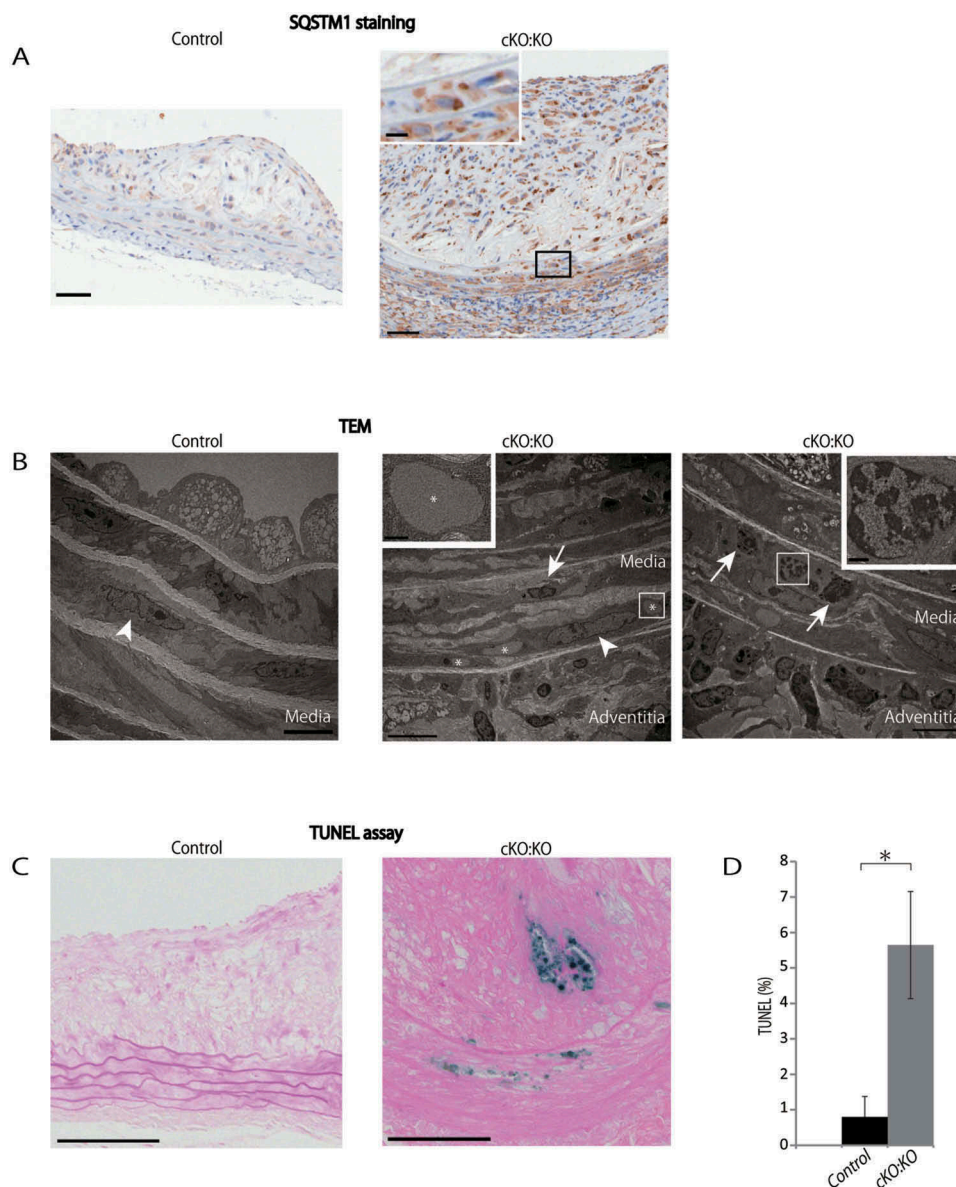 SQSTM1 staining
Control
cKO:KO
A
TEM
Control
cKO:KO
cKO:KO
B
*
Media
*
*
*
Media
Media
Adventitia
Adventitia
TUNEL assay
Control
cKO:KO
C
D
8
7
6
5
4
3
2
1
0
TUNEL (%)
*
Control
cKO:KO